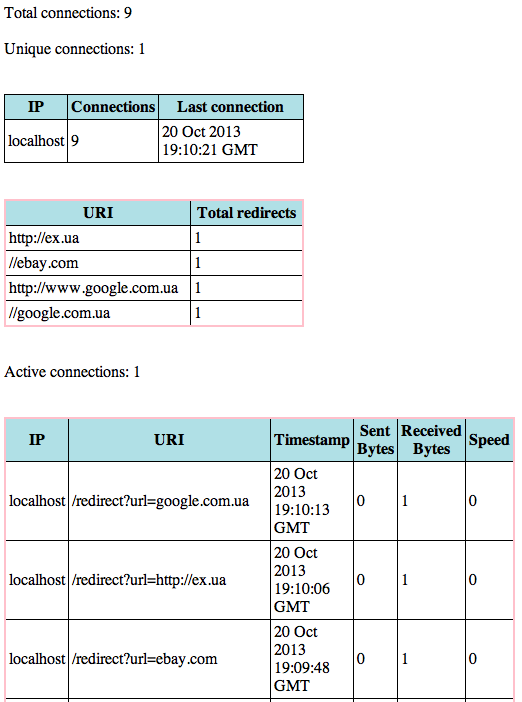 Total connections: 9
Unique connections: 1
IP Connections Last connection
localhost 9 20 Oct 2013
19:10:21 GMT
URI Total redirects
http://ex.ua 1
//ebay.com 1
http://www.google.com.ua 1
//google.com.ua 1
Active connections: 1
IP URI Timestamp Sent Bytes Received Bytes Speed
localhost /redirect?url=google.com.ua 20 Oct 2013 19:10:13 GMT 0 1 0
localhost /redirect?url=http://ex.ua 20 Oct 2013 19:10:06 GMT 0 1 0
localhost /redirect?url=ebay.com 20 Oct 2013 19:09:48 GMT 0 1 0